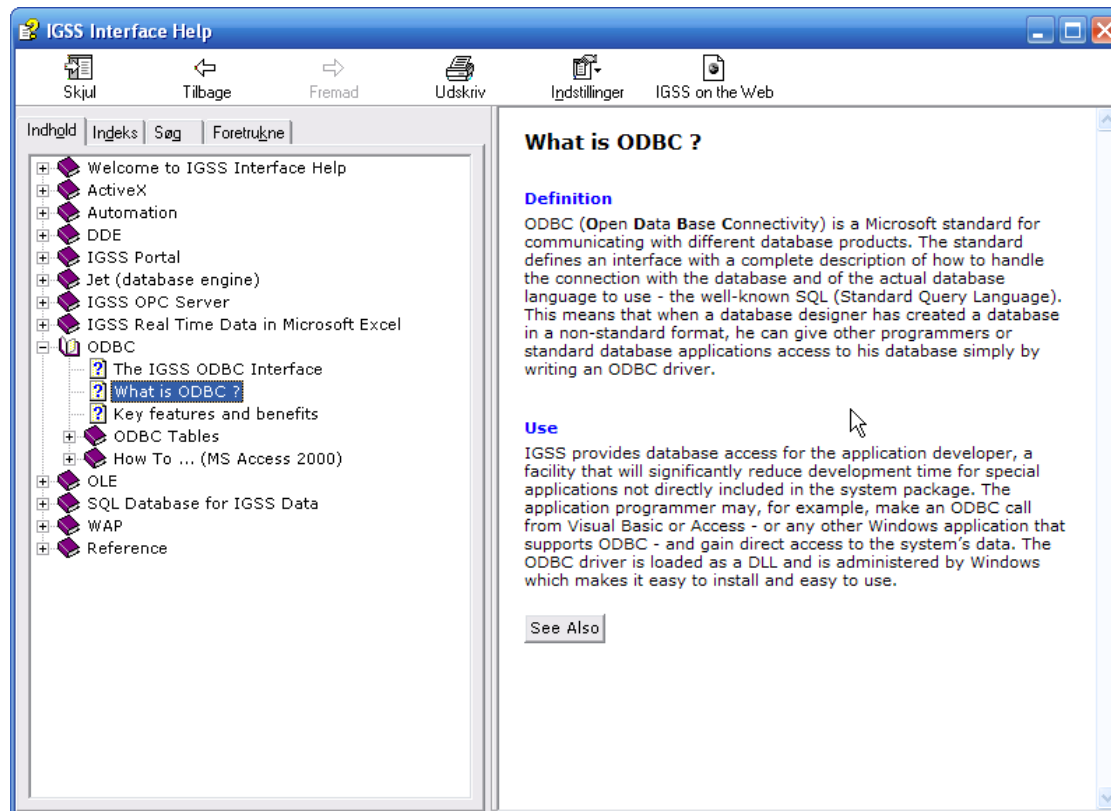 IGSS Interface Help
Skjul Tilbage Fremad Udskriv Indstillinger IGSS on the Web
Indhold Indeks Søg Foretrukne
Welcome to IGSS Interface Help
ActiveX
Automation
DDE
IGSS Portal
Jet (database engine)
IGSS OPC Server
IGSS Real Time Data in Microsoft Excel
ODBC
The IGSS ODBC Interface
What is ODBC ?
Key features and benefits
ODBC Tables
How To ... (MS Access 2000)
OLE
SQL Database for IGSS Data
WAP
Reference
What is ODBC ?
Definition
ODBC (Open Data Base Connectivity) is a Microsoft standard for
communicating with different database products. The standard
defines an interface with a complete description of how to handle
the connection with the database and of the actual database
language to use - the well-known SQL (Standard Query Language).
This means that when a database designer has created a database
in a non-standard format, he can give other programmers or
standard database applications access to his database simply by
writing an ODBC driver.
Use
IGSS provides database access for the application developer, a
facility that will significantly reduce development time for special
applications not directly included in the system package. The
application programmer may, for example, make an ODBC call
from Visual Basic or Access - or any other Windows application that
supports ODBC - and gain direct access to the system's data. The
ODBC driver is loaded as a DLL and is administered by Windows
which makes it easy to install and easy to use.
See Also